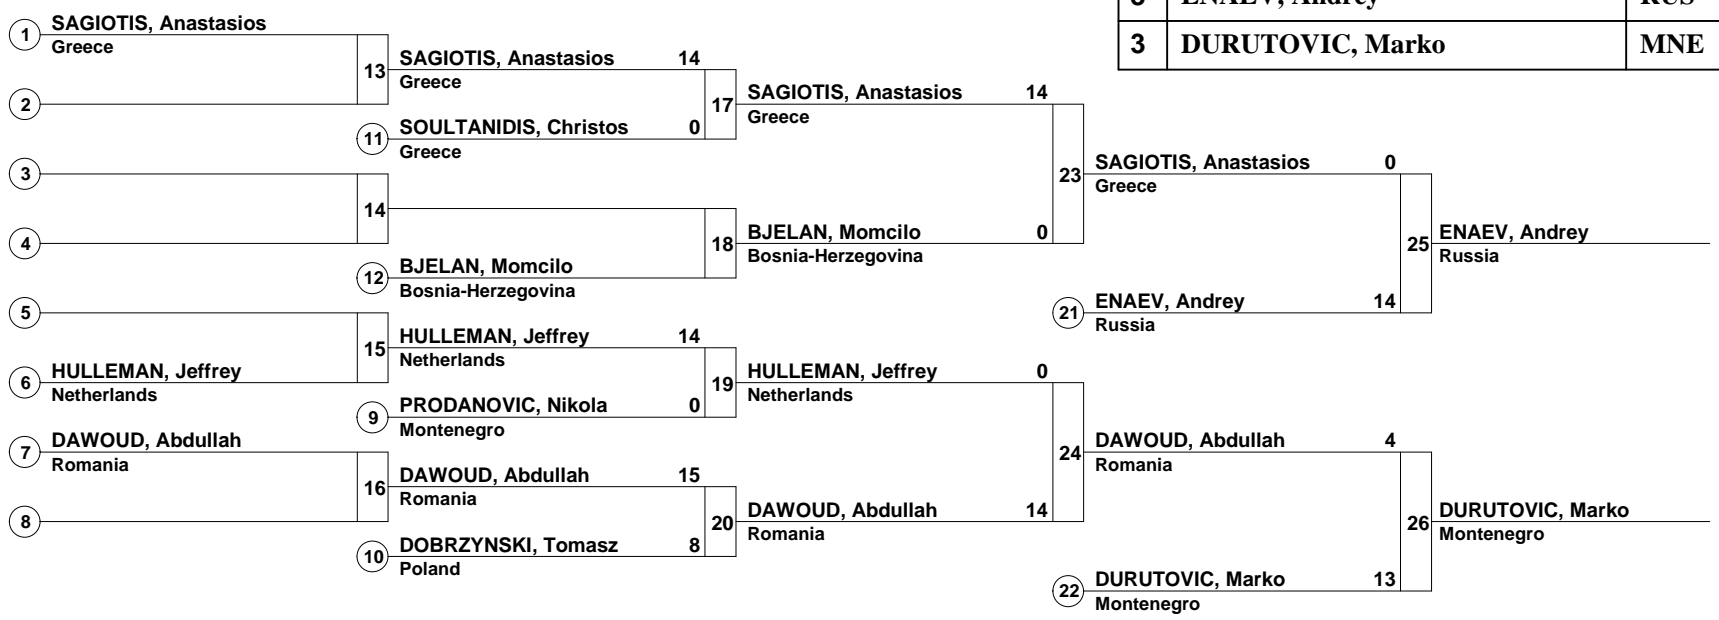 ENAEV, Andrey RUS
3 DURUTOVIC, Marko MNE
1 SAGIOTIS, Anastasios
Greece
13 SAGIOTIS, Anastasios 14
Greece
2
17 SAGIOTIS, Anastasios 14
Greece
11 SOULTANIDIS, Christos 0
Greece
3
23 SAGIOTIS, Anastasios 0
Greece
14
4
18 BJELAN, Momcilo 0
Bosnia-Herzegovina
25 ENAEV, Andrey
Russia
12 BJELAN, Momcilo
Bosnia-Herzegovina
5
21 ENAEV, Andrey 14
Russia
15 HULLEMAN, Jeffrey 14
Netherlands
6 HULLEMAN, Jeffrey
Netherlands
19 HULLEMAN, Jeffrey 0
Netherlands
9 PRODANOVIC, Nikola 0
Montenegro
7 DAWOUD, Abdullah
Romania
24 DAWOUD, Abdullah 4
Romania
16 DAWOUD, Abdullah 15
Romania
8
20 DAWOUD, Abdullah 14
Romania
26 DURUTOVIC, Marko
Montenegro
10 DOBRZYNSKI, Tomasz 8
Poland
22 DURUTOVIC, Marko 13
Montenegro